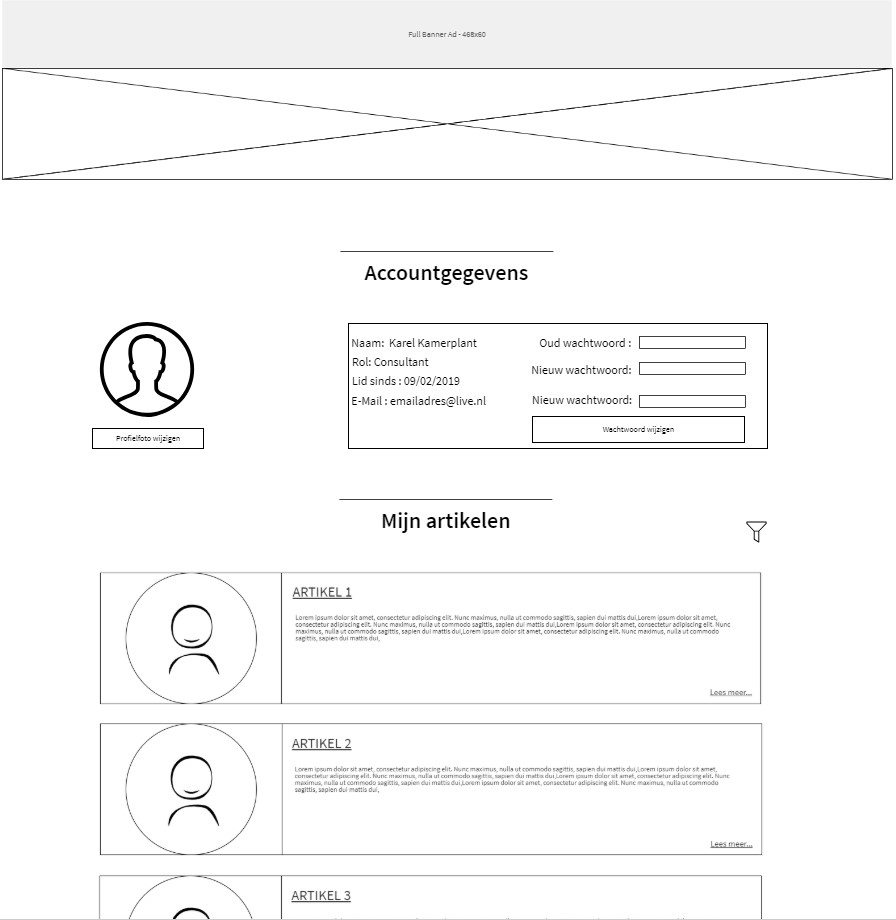 Full Banner Ad - 468x60
Accountgegevens
Naam: Karel Kamerplant
Rol: Consultant
Lid sinds : 09/02/2019
E-Mail : emailadres@live.nl
Oud wachtwoord :
Nieuw wachtwoord:
Nieuw wachtwoord:
Wachtwoord wijzigen
Profielfoto wijzigen
Mijn artikelen
ARTIKEL 1
Lorem ipsum dolor sit amet, consectetur adipiscing elit. Nunc maximus, nulla ut commodo sagittis, sapien dui mattis dui,Lorem ipsum dolor sit amet,
consectetur adipiscing elit. Nunc maximus, nulla ut commodo sagittis, sapien dui mattis dui,Lorem ipsum dolor sit amet, consectetur adipiscing elit. Nunc
maximus, nulla ut commodo sagittis, sapien dui mattis dui,Lorem ipsum dolor sit amet, consectetur adipiscing elit. Nunc maximus, nulla ut commodo
sagittis, sapien dui mattis dui,
Lees meer...
ARTIKEL 2
Lorem ipsum dolor sit amet, consectetur adipiscing elit. Nunc maximus, nulla ut commodo sagittis, sapien dui mattis dui,Lorem ipsum dolor sit amet,
consectetur adipiscing elit. Nunc maximus, nulla ut commodo sagittis, sapien dui mattis dui,Lorem ipsum dolor sit amet, consectetur adipiscing elit. Nunc
maximus, nulla ut commodo sagittis, sapien dui mattis dui,Lorem ipsum dolor sit amet, consectetur adipiscing elit. Nunc maximus, nulla ut commodo
sagittis, sapien dui mattis dui,
Lees meer...
ARTIKEL 3